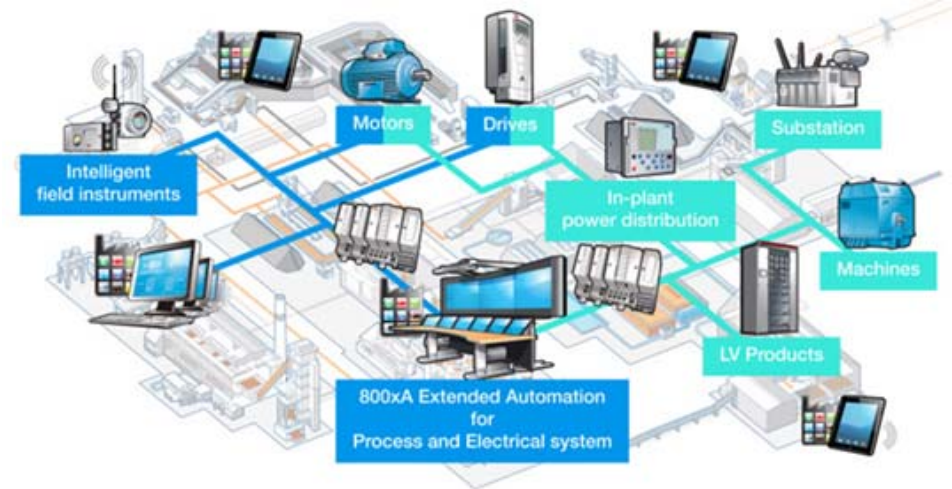 Motors
Drives
Substation
Intelligent
field instruments
In-plant
power distribution
Machines
LV Products
800xA Extended Automation
for
Process and Electrical system